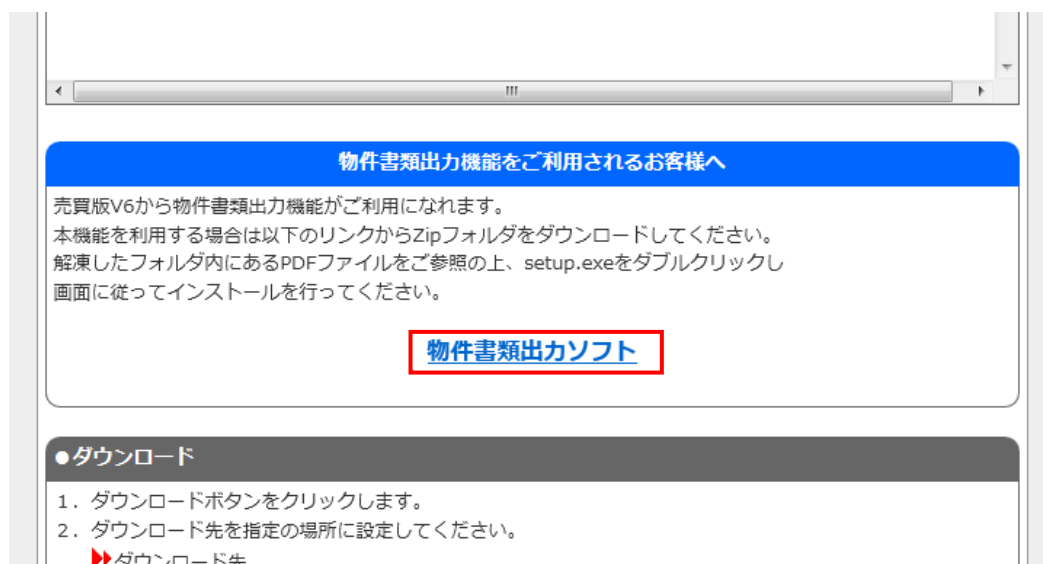 物件書類出力機能をご利用されるお客様へ
売買版V6から物件書類出力機能がご利用になれます。
本機能を利用する場合は以下のリンクからZipフォルダをダウンロードしてください。
解凍したフォルダ内にあるPDFファイルをご参照の上、setup.exeをダブルクリックし
画面に従ってインストールを行ってください。
物件書類出力ソフト
●ダウンロード
1. ダウンロードボタンをクリックします。
2. ダウンロード先を指定の場所に設定してください。
ダウンロード先